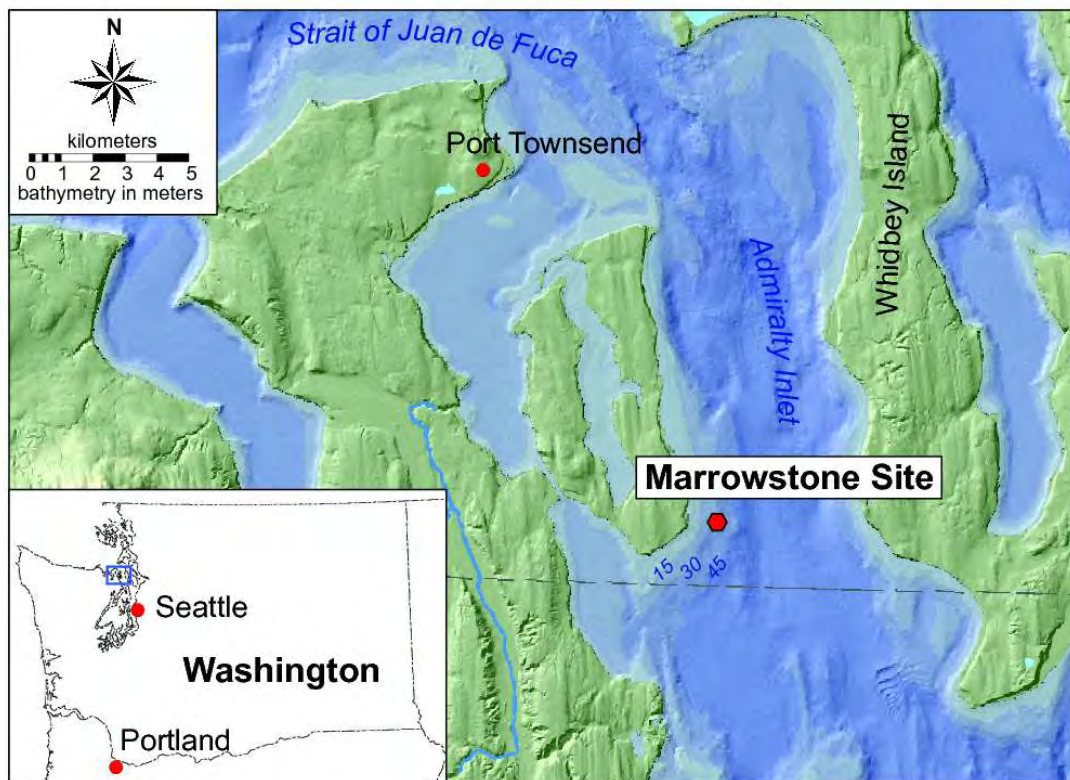 N
kilometers
0 1 2 3 4 5
bathymetry in meters
Strait of Juan de Fuca
Port Townsend
Whidbey Island
Admiralty Inlet
Marrowstone Site
15 30 45
Seattle
Washington
Portland